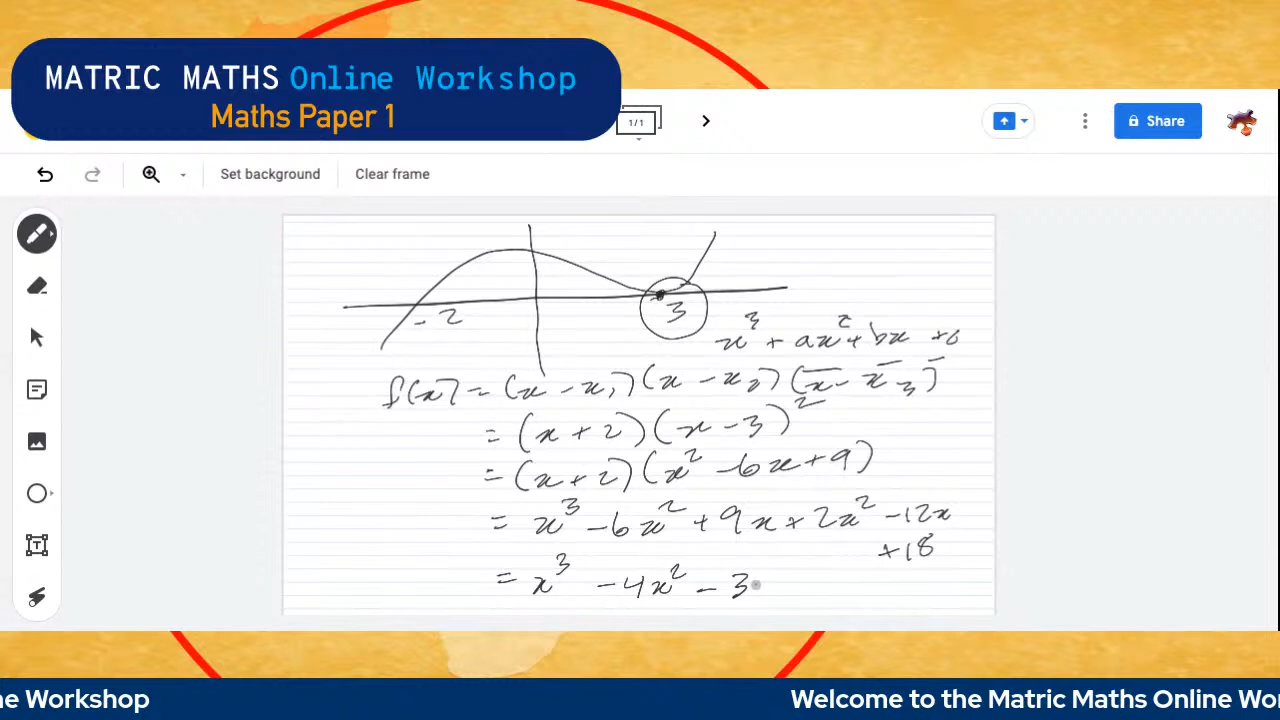 MATRIC MATHS Online Workshop
Maths Paper 1
1/1
Share
Set background
Clear frame
-2
3
x³ + ax² + bx + c
f(x) = (x - x₁)(x - x₂)(x - x₃)
= (x + 2)(x - 3)²
= (x + 2)(x² - 6x + 9)
= x³ - 6x² + 9x + 2x² - 12x
+ 18
= x³ - 4x² - 3
ne Workshop
Welcome to the Matric Maths Online Wor